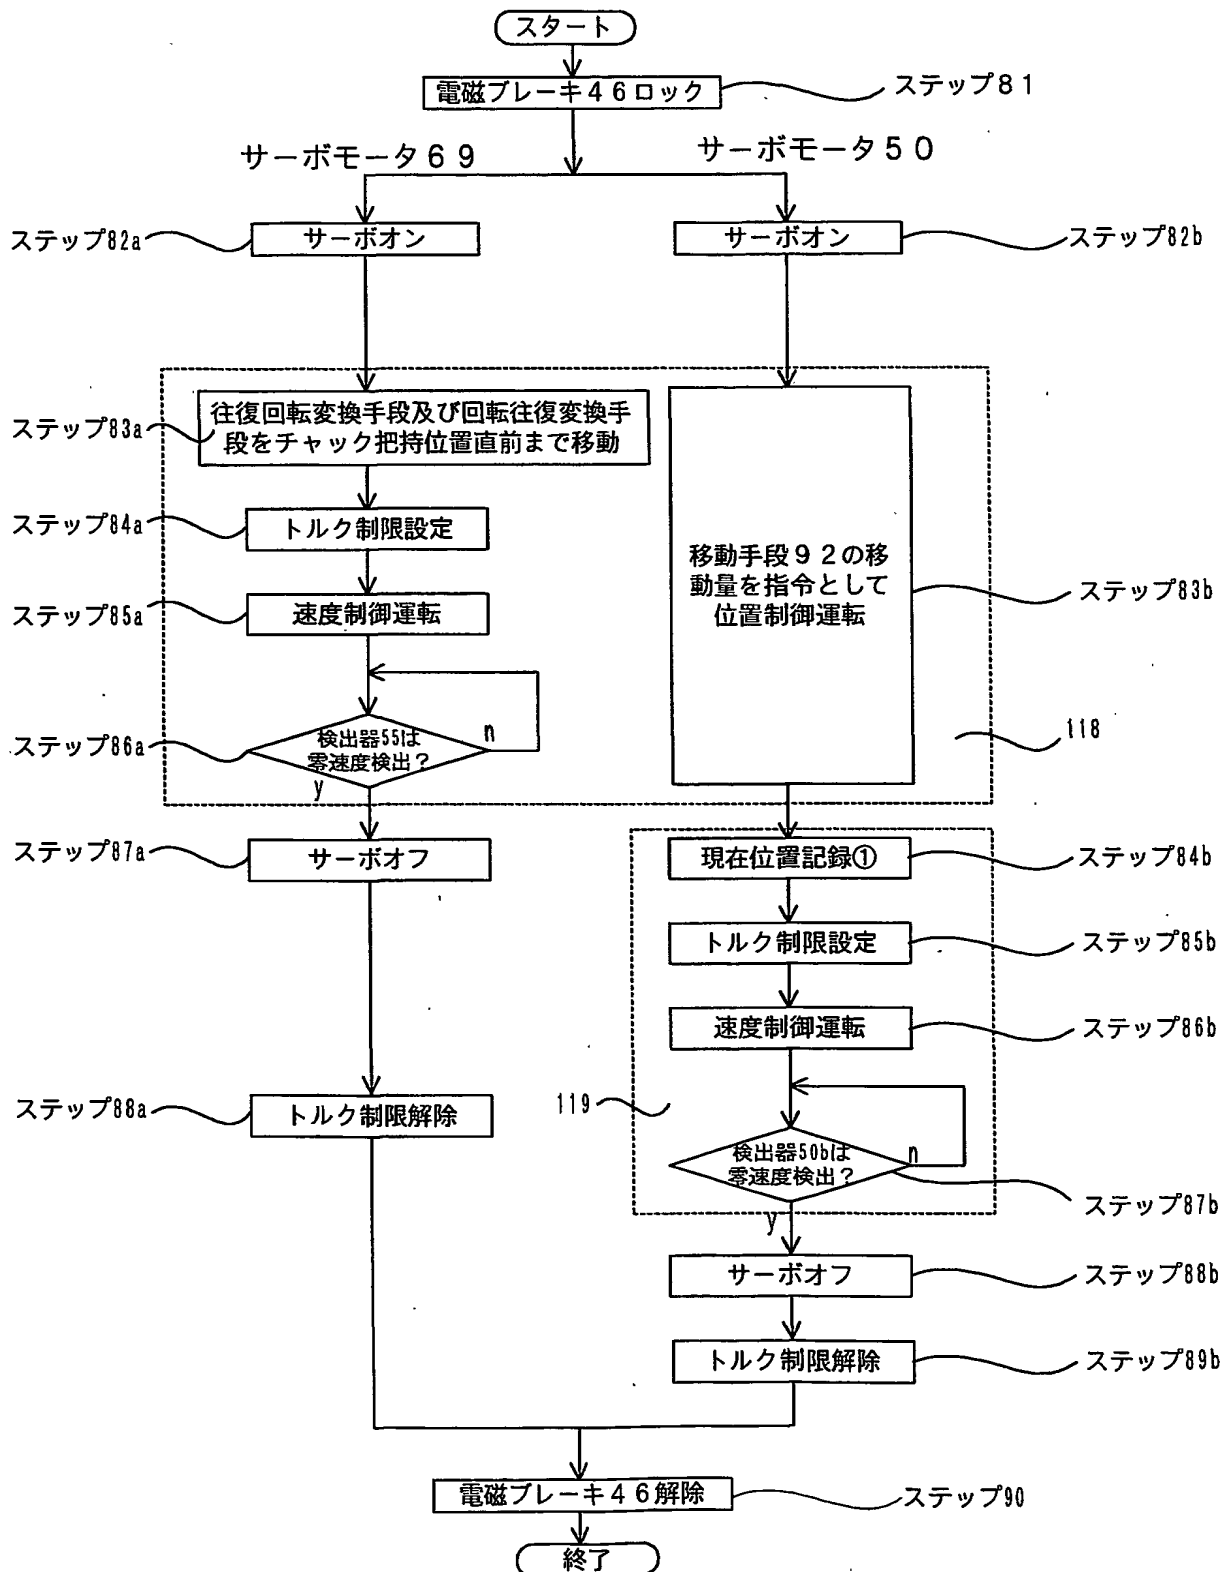 スタート
電磁ブレーキ４６ロック
ステップ８１
サーボモータ６９
サーボモータ５０
ステップ82a
サーボオン
サーボオン
ステップ82b
ステップ83a
往復回転変換手段及び回転往復変換手
段をチャック把持位置直前まで移動
ステップ84a
トルク制限設定
移動手段９２の移
動量を指令として
位置制御運転
ステップ83b
ステップ85a
速度制御運転
ステップ86a
検出器55は
零速度検出？
n
y
118
ステップ87a
サーボオフ
現在位置記録①
ステップ84b
トルク制限設定
ステップ85b
速度制御運転
ステップ86b
ステップ88a
トルク制限解除
119
検出器50bは
零速度検出？
n
y
ステップ87b
サーボオフ
ステップ88b
トルク制限解除
ステップ89b
電磁ブレーキ４６解除
ステップ90
終了